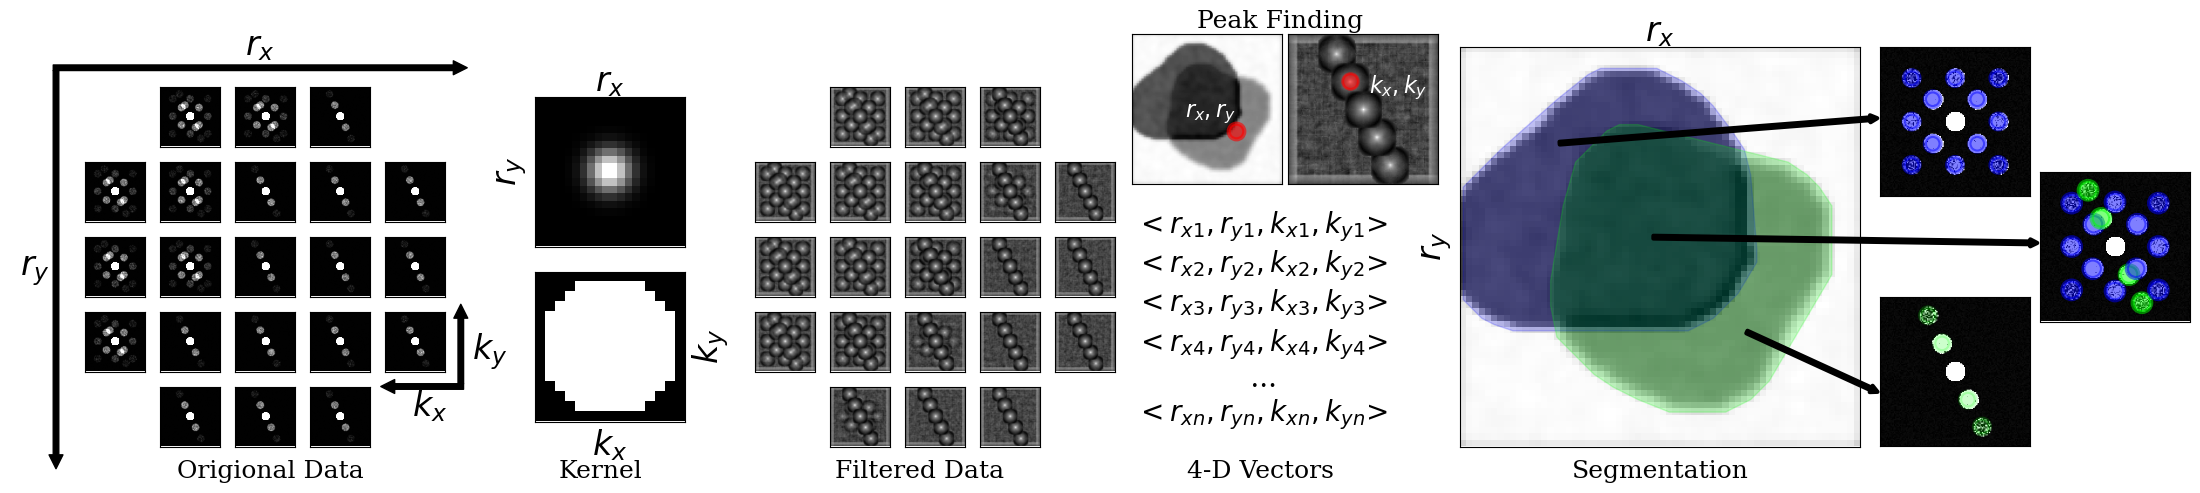 r_x
r_y
k_y
k_x
Origional Data
r_x
r_y
k_y
k_x
Kernel
Filtered Data
Peak Finding
r_x, r_y
k_x, k_y
< r_{x1}, r_{y1}, k_{x1}, k_{y1} >
< r_{x2}, r_{y2}, k_{x2}, k_{y2} >
< r_{x3}, r_{y3}, k_{x3}, k_{y3} >
< r_{x4}, r_{y4}, k_{x4}, k_{y4} >
...
< r_{xn}, r_{yn}, k_{xn}, k_{yn} >
4-D Vectors
r_x
r_y
Segmentation